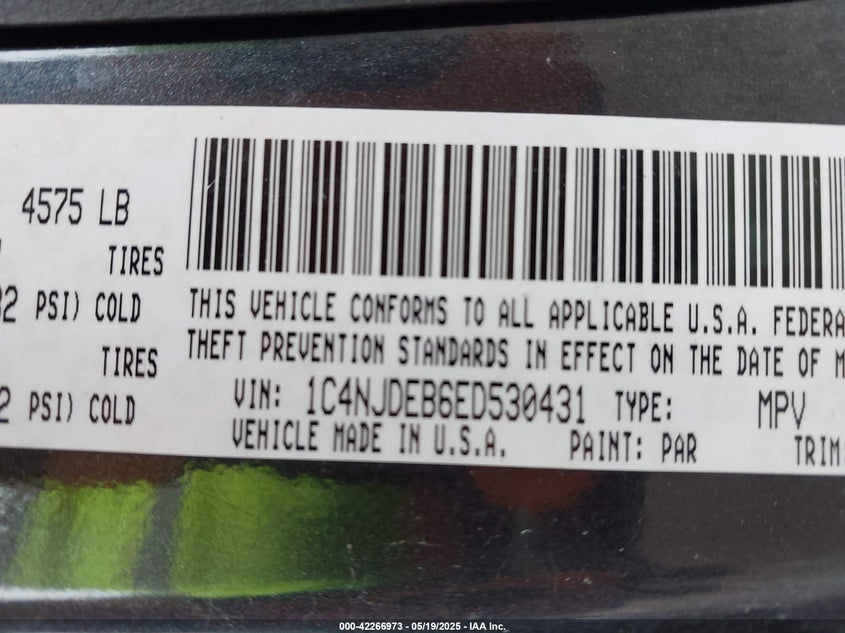 4575 LB
TIRES
PSI) COLD
TIRES
PSI) COLD
THIS VEHICLE CONFORMS TO ALL APPLICABLE U.S.A. FEDERA
THEFT PREVENTION STANDARDS IN EFFECT ON THE DATE OF M
VIN: 1C4NJDEB6ED530431 TYPE: MPV
VEHICLE MADE IN U.S.A. PAINT: PAR TRIM:
000-42266973 - 05/19/2025 - IAA Inc.